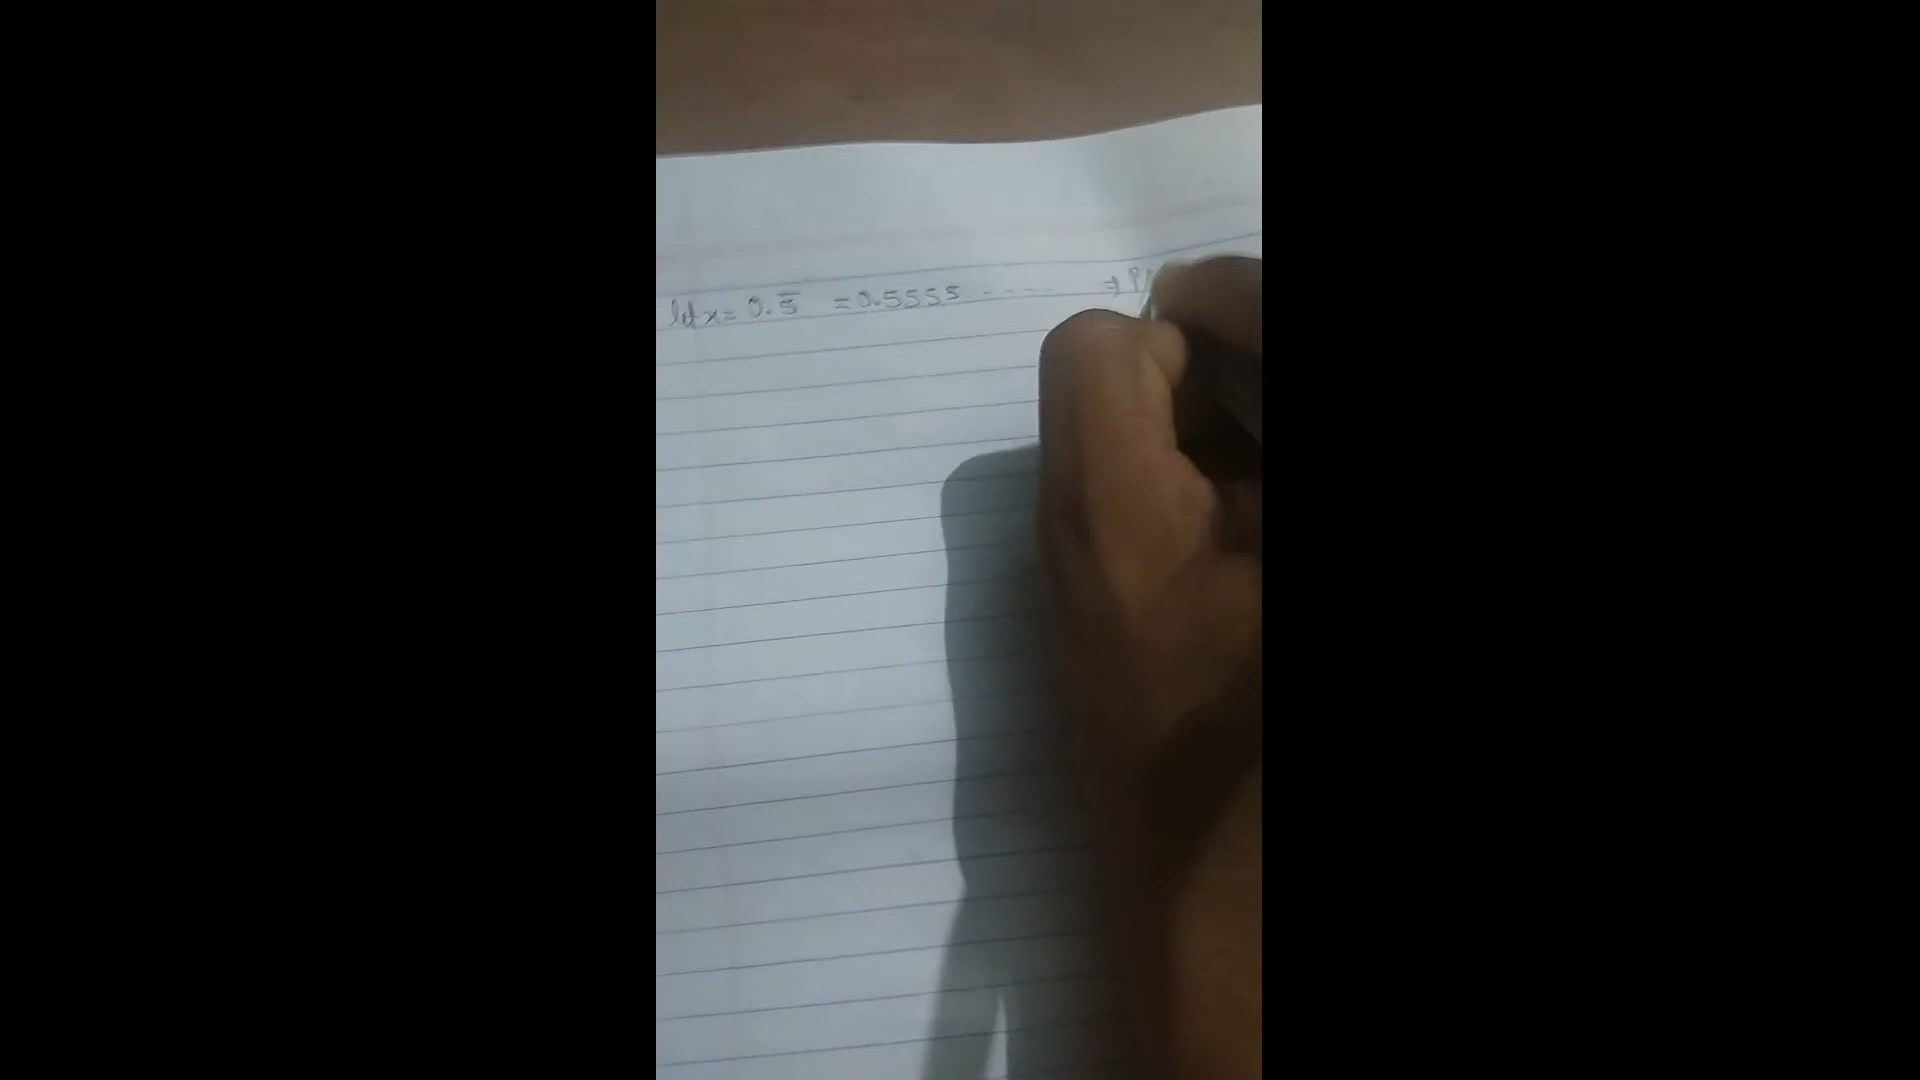 let x = 0.5̅ = 0.5555 - - - - ⇒ P